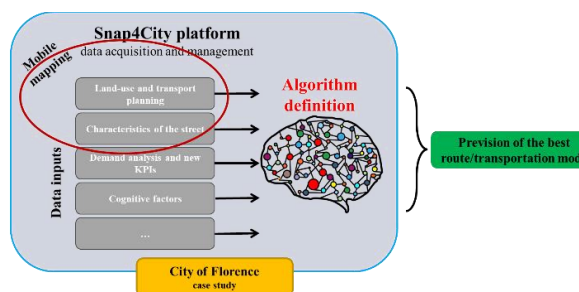 Snap4City platform
data acquisition and management
Mobile
mapping
Land-use and transport
planning
Characteristics of the street
Demand analysis and new
KPIs
Cognitive factors
...
Data inputs
Algorithm
definition
Prevision of the best
route/transportation mod
City of Florence
case study